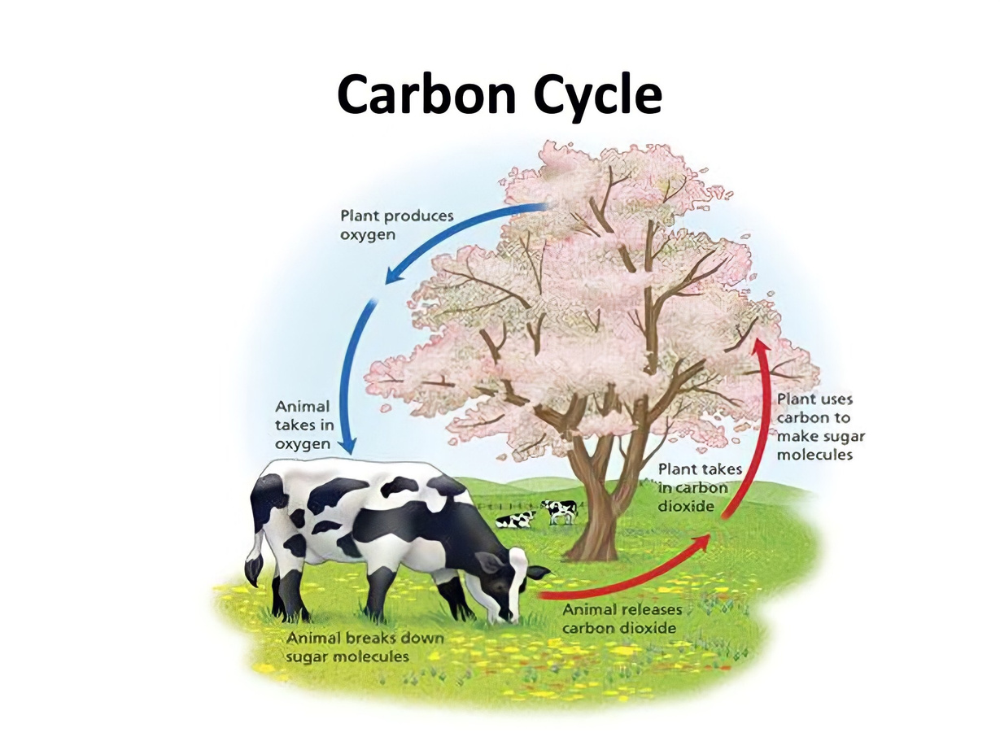 Carbon Cycle
Plant produces
oxygen
Animal
takes in
oxygen
Plant uses
carbon to
make sugar
molecules
Plant takes
in carbon
dioxide
Animal releases
carbon dioxide
Animal breaks down
sugar molecules